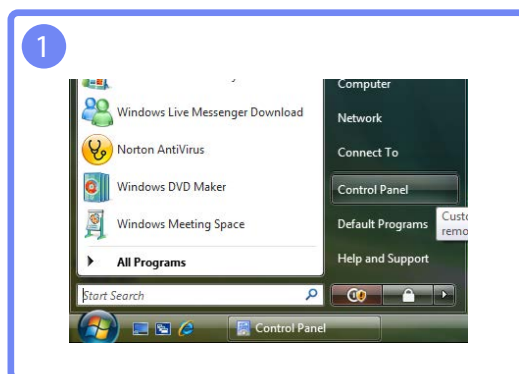 1
Computer
Windows Live Messenger Download
Network
Norton AntiVirus
Connect To
Windows DVD Maker
Control Panel
Windows Meeting Space
Default Programs
All Programs
Help and Support
Start Search
Control Panel